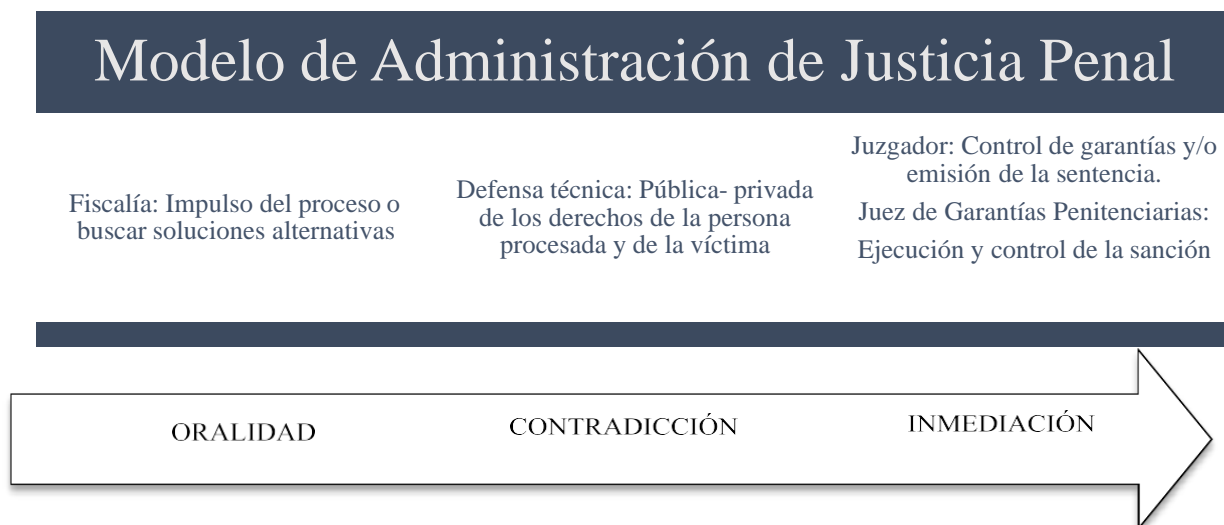 Modelo de Administración de Justicia Penal
Fiscalía: Impulso del proceso o
buscar soluciones alternativas
Defensa técnica: Pública- privada
de los derechos de la persona
procesada y de la víctima
Juzgador: Control de garantías y/o
emisión de la sentencia.
Juez de Garantías Penitenciarias:
Ejecución y control de la sanción
ORALIDAD
CONTRADICCIÓN
INMEDIACIÓN